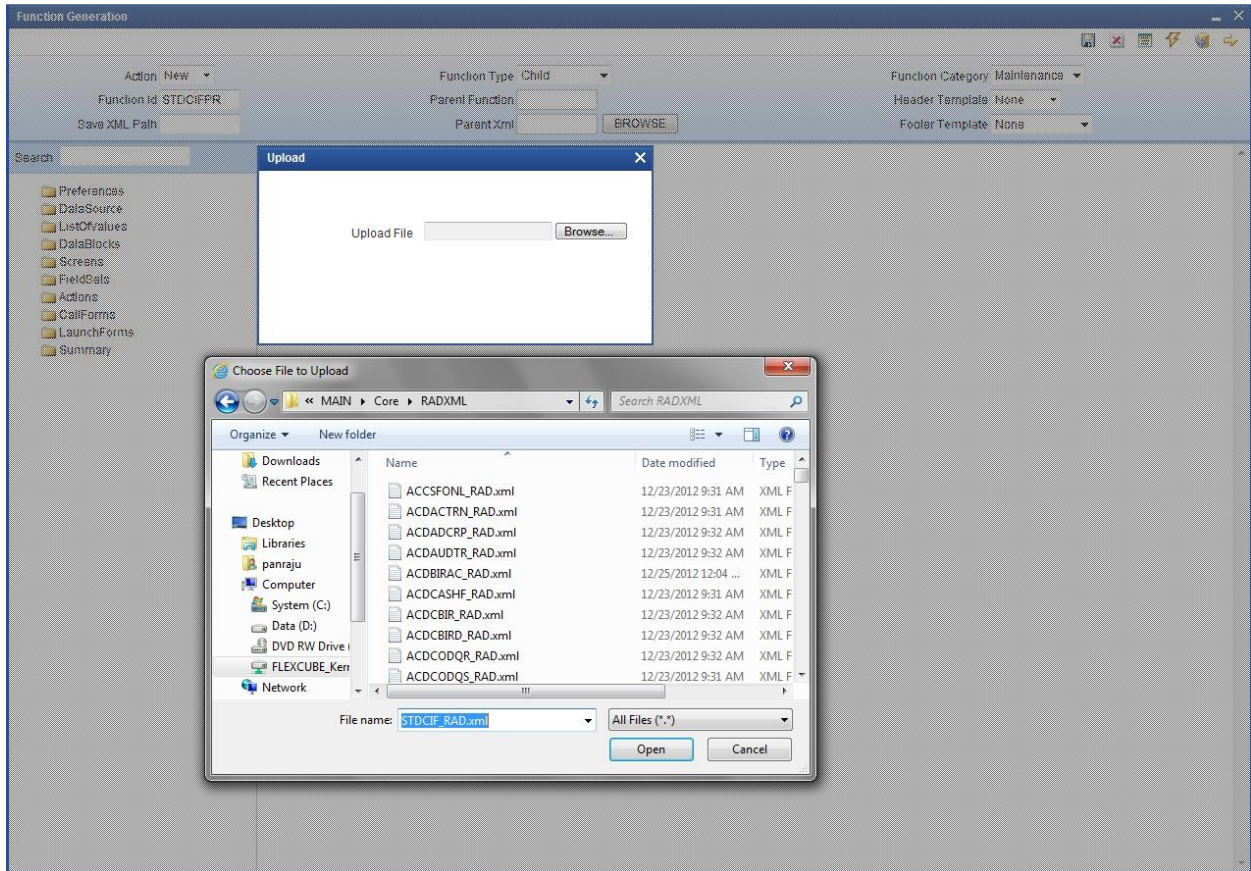 Function Generation
Action New Function Type Child Function Category Maintenance
Function Id STDCIFPR Parent Function Header Template None
Save XML Path Parent Xml BROWSE Footer Template None
Search
Preferences
DataSource
ListOfValues
DataBlocks
Screens
FieldSets
Actions
CallForms
LaunchForms
Summary
Upload
Upload File Browse...
Choose File to Upload
« MAIN Core RADXML Search RADXML
Organize New folder
Downloads
Recent Places
Desktop
Libraries
panraju
Computer
System (C:)
Data (D:)
DVD RW Drive (
FLEXCUBE_Kerr
Network
Name Date modified Type
ACCSFONL_RAD.xml 12/23/2012 9:31 AM XML F
ACDACTRN_RAD.xml 12/23/2012 9:31 AM XML F
ACDADCRP_RAD.xml 12/23/2012 9:32 AM XML F
ACDAUDTR_RAD.xml 12/23/2012 9:32 AM XML F
ACDBIRAC_RAD.xml 12/25/2012 12:04 ... XML F
ACDCASHF_RAD.xml 12/23/2012 9:31 AM XML F
ACDCBIR_RAD.xml 12/23/2012 9:32 AM XML F
ACDCBIRD_RAD.xml 12/23/2012 9:32 AM XML F
ACDCODQR_RAD.xml 12/23/2012 9:32 AM XML F
ACDCODQS_RAD.xml 12/23/2012 9:31 AM XML F
File name: STDCIF_RAD.xml All Files (*.*)
Open Cancel